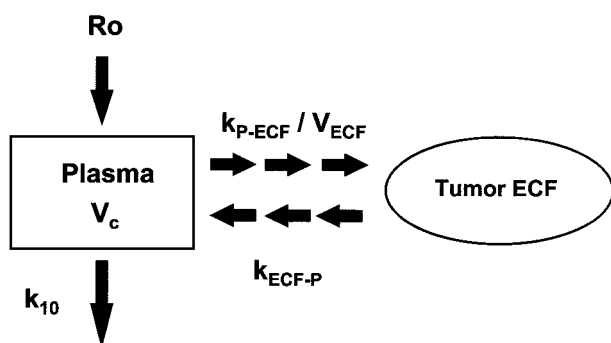 Ro
k_P-ECF / V_ECF
Plasma
V_c
Tumor ECF
k_ECF-P
k_10